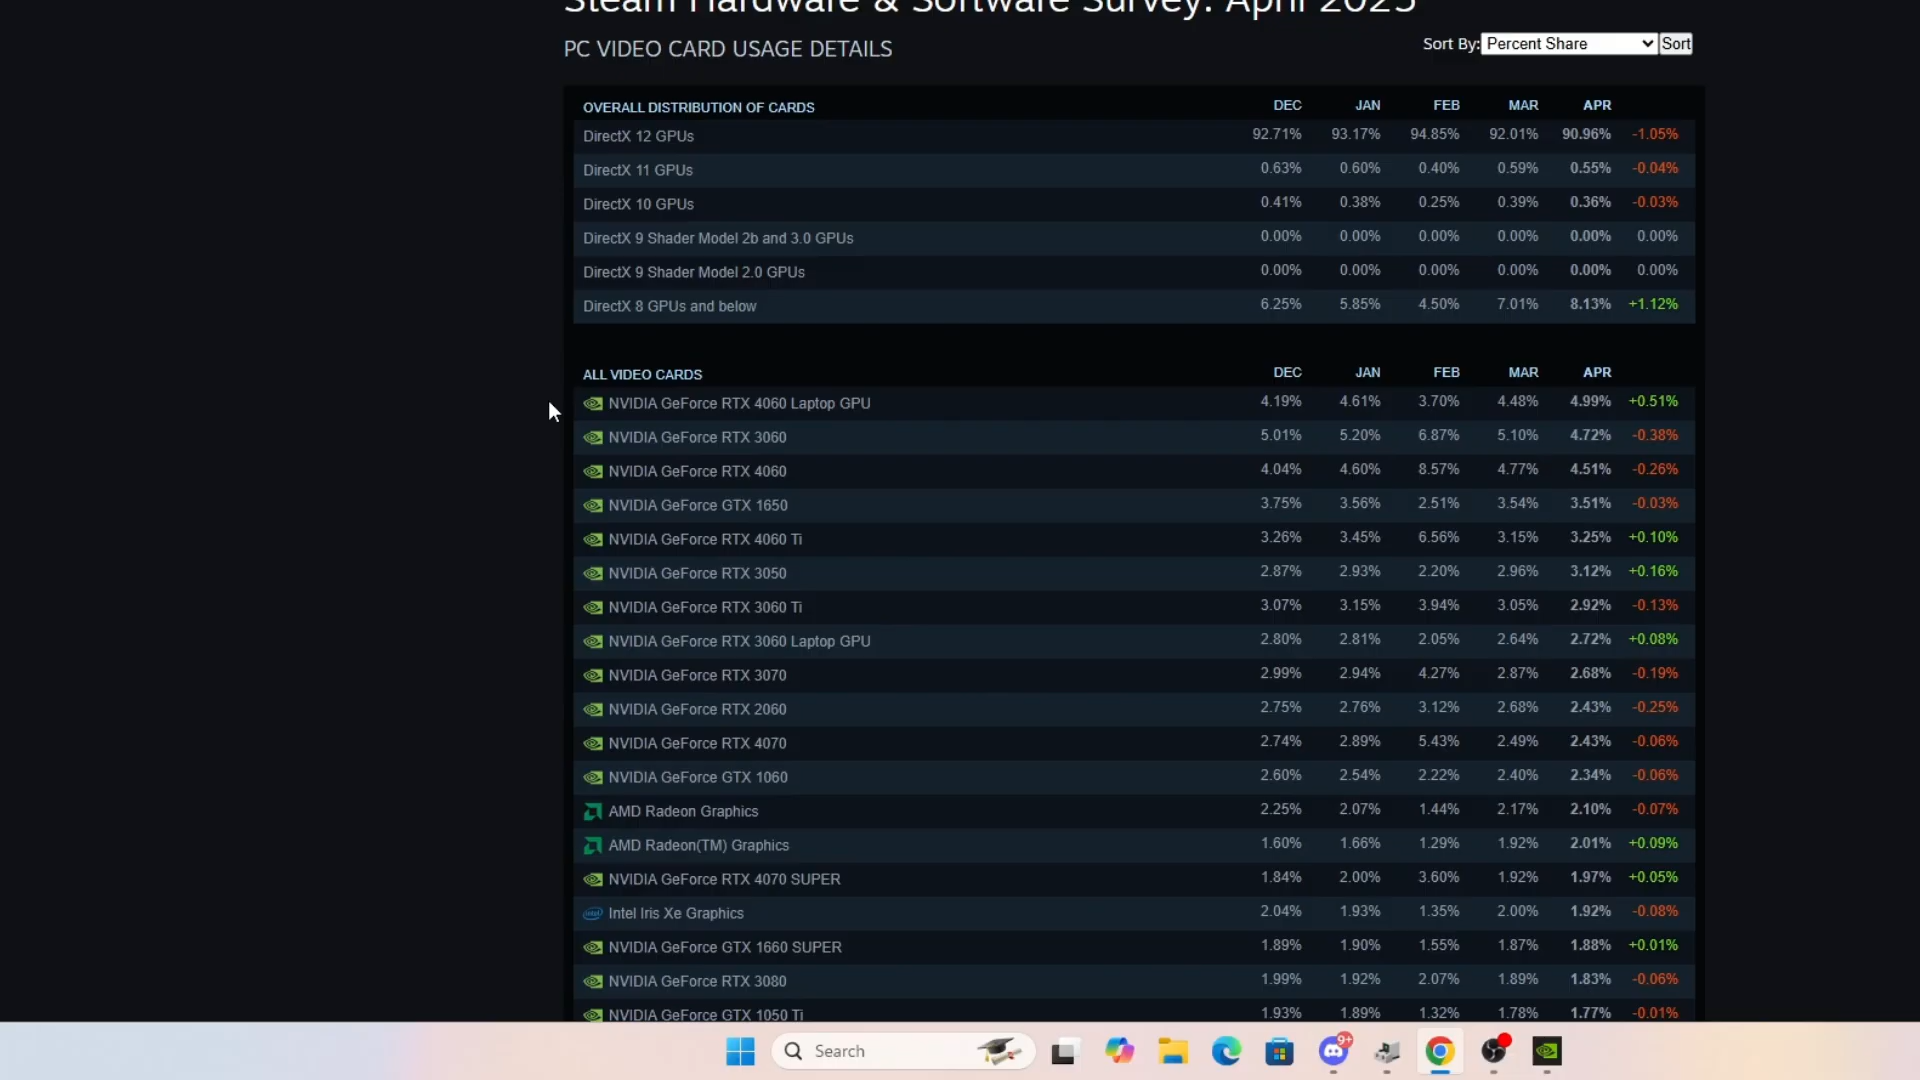 Steam Hardware & Software Survey: April 2025
PC VIDEO CARD USAGE DETAILS
Sort By: Percent Share Sort
OVERALL DISTRIBUTION OF CARDS DEC JAN FEB MAR APR
DirectX 12 GPUs 92.71% 93.17% 94.85% 92.01% 90.96% -1.05%
DirectX 11 GPUs 0.63% 0.60% 0.40% 0.59% 0.55% -0.04%
DirectX 10 GPUs 0.41% 0.38% 0.25% 0.39% 0.36% -0.03%
DirectX 9 Shader Model 2b and 3.0 GPUs 0.00% 0.00% 0.00% 0.00% 0.00% 0.00%
DirectX 9 Shader Model 2.0 GPUs 0.00% 0.00% 0.00% 0.00% 0.00% 0.00%
DirectX 8 GPUs and below 6.25% 5.85% 4.50% 7.01% 8.13% +1.12%
ALL VIDEO CARDS DEC JAN FEB MAR APR
NVIDIA GeForce RTX 4060 Laptop GPU 4.19% 4.61% 3.70% 4.48% 4.99% +0.51%
NVIDIA GeForce RTX 3060 5.01% 5.20% 6.87% 5.10% 4.72% -0.38%
NVIDIA GeForce RTX 4060 4.04% 4.60% 8.57% 4.77% 4.51% -0.26%
NVIDIA GeForce GTX 1650 3.75% 3.56% 2.51% 3.54% 3.51% -0.03%
NVIDIA GeForce RTX 4060 Ti 3.26% 3.45% 6.56% 3.15% 3.25% +0.10%
NVIDIA GeForce RTX 3050 2.87% 2.93% 2.20% 2.96% 3.12% +0.16%
NVIDIA GeForce RTX 3060 Ti 3.07% 3.15% 3.94% 3.05% 2.92% -0.13%
NVIDIA GeForce RTX 3060 Laptop GPU 2.80% 2.81% 2.05% 2.64% 2.72% +0.08%
NVIDIA GeForce RTX 3070 2.99% 2.94% 4.27% 2.87% 2.68% -0.19%
NVIDIA GeForce RTX 2060 2.75% 2.76% 3.12% 2.68% 2.43% -0.25%
NVIDIA GeForce RTX 4070 2.74% 2.89% 5.43% 2.49% 2.43% -0.06%
NVIDIA GeForce GTX 1060 2.60% 2.54% 2.22% 2.40% 2.34% -0.06%
AMD Radeon Graphics 2.25% 2.07% 1.44% 2.17% 2.10% -0.07%
AMD Radeon(TM) Graphics 1.60% 1.66% 1.29% 1.92% 2.01% +0.09%
NVIDIA GeForce RTX 4070 SUPER 1.84% 2.00% 3.60% 1.92% 1.97% +0.05%
intel Intel Iris Xe Graphics 2.04% 1.93% 1.35% 2.00% 1.92% -0.08%
NVIDIA GeForce GTX 1660 SUPER 1.89% 1.90% 1.55% 1.87% 1.88% +0.01%
NVIDIA GeForce RTX 3080 1.99% 1.92% 2.07% 1.89% 1.83% -0.06%
NVIDIA GeForce GTX 1050 Ti 1.93% 1.89% 1.32% 1.78% 1.77% -0.01%
Search
9+